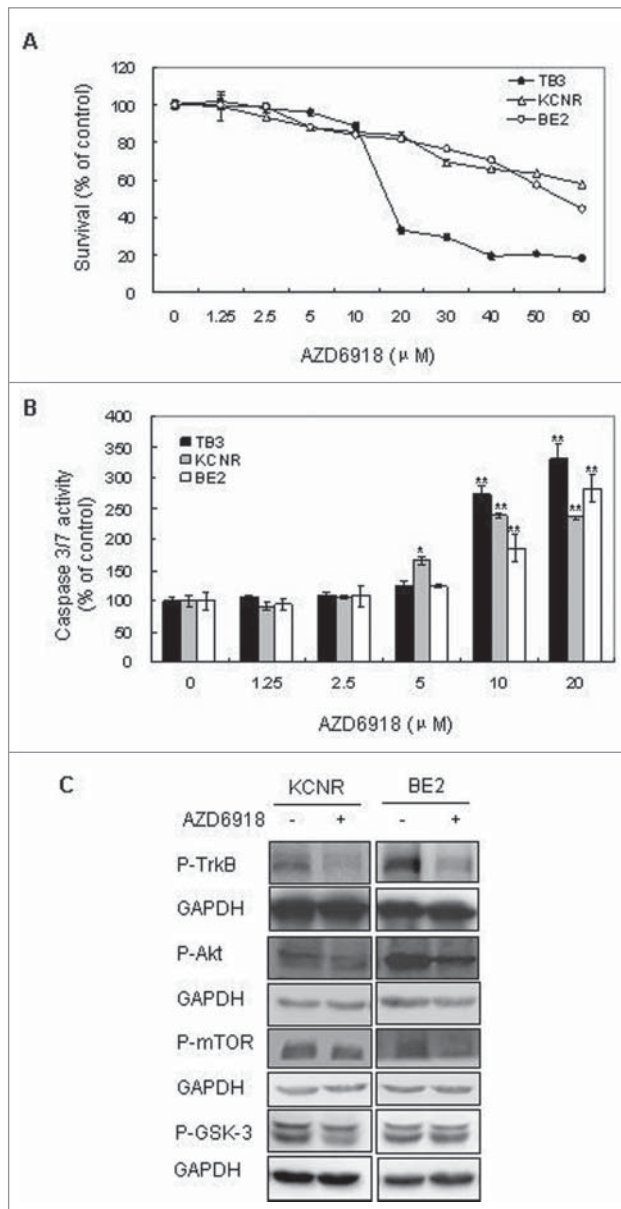 A
Survival (% of control)
120
100
80
60
40
20
0
TB3
KCNR
BE2
0 1.25 2.5 5 10 20 30 40 50 60
AZD6918 (μ M)
B
Caspase 3/7 activity
(% of control)
400
350
300
250
200
150
100
50
0
TB3
KCNR
BE2
*
** ** **
** ** **
0 1.25 2.5 5 10 20
AZD6918 (μ M)
C
KCNR BE2
AZD6918 - + - +
P-TrkB
GAPDH
P-Akt
GAPDH
P-mTOR
GAPDH
P-GSK-3
GAPDH